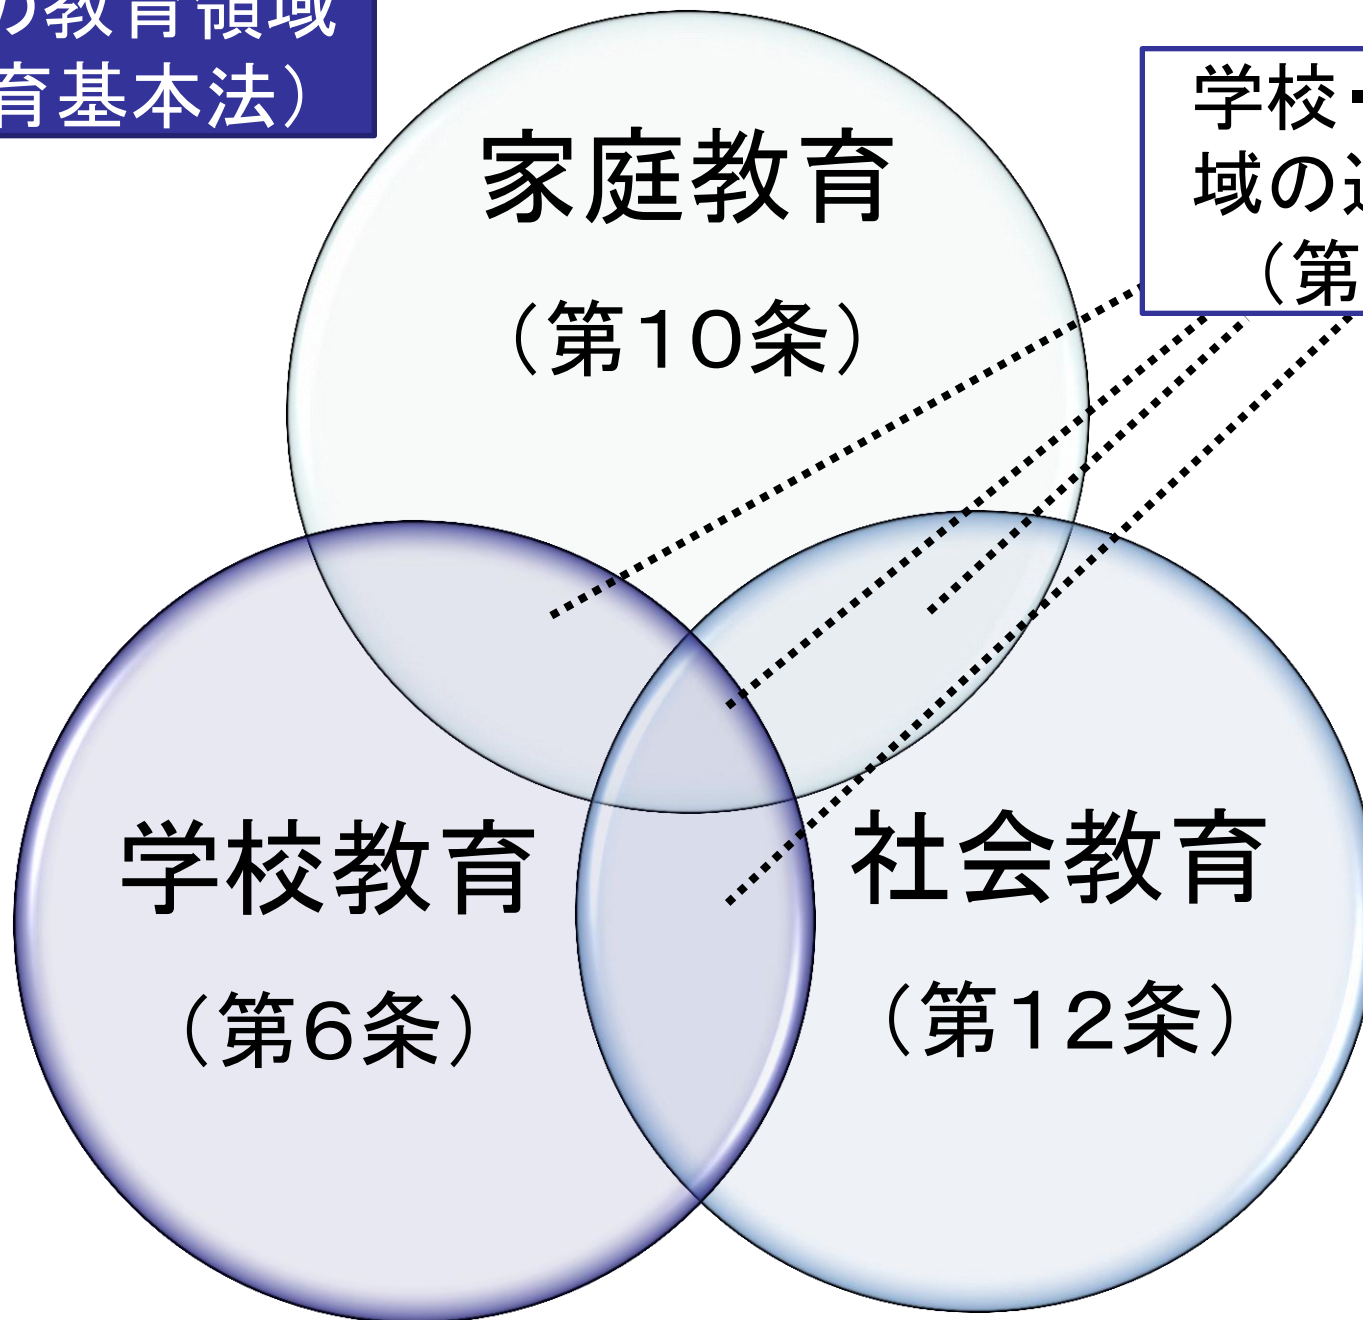 の教育領域
育基本法）
家庭教育
（第１０条）
学校・
域の
（第
学校教育
（第６条）
社会教育
（第１２条）